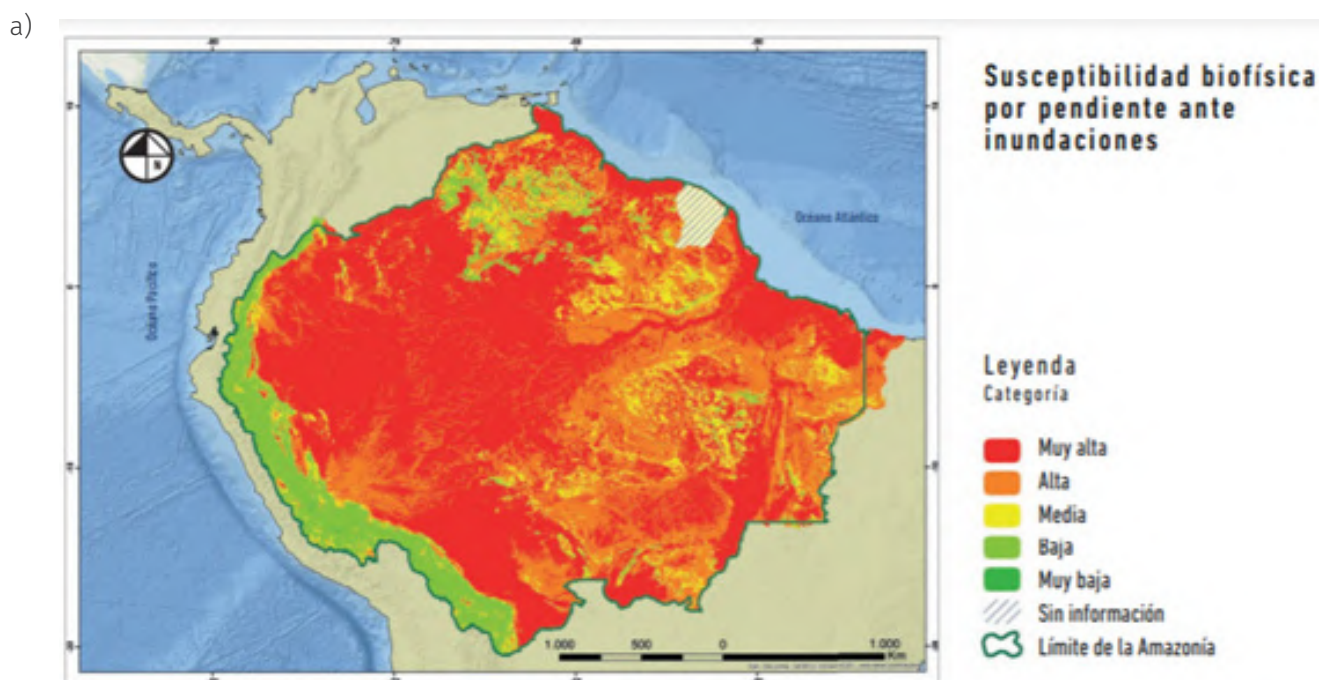 a)
Susceptibilidad biofísica
por pendiente ante
inundaciones
N
Océano Atlántico
Océano Pacífico
Leyenda
Categoría
Muy alta
Alta
Media
Baja
Muy baja
Sin información
Límite de la Amazonía
1.000 500 0 1.000
Km